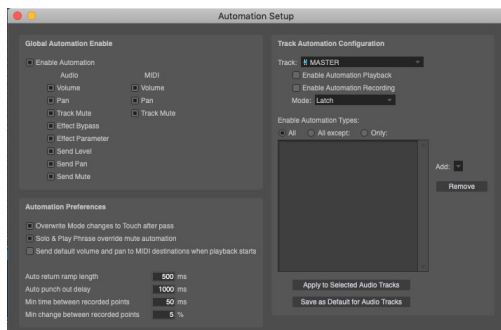 Automation Setup
Global Automation Enable
Enable Automation
Audio MIDI
Volume Volume
Pan Pan
Track Mute Track Mute
Effect Bypass
Effect Parameter
Send Level
Send Pan
Send Mute
Automation Preferences
Overwrite Mode changes to Touch after pass
Solo & Play Phrase override mute automation
Send default volume and pan to MIDI destinations when playback starts
Auto return ramp length 500 ms
Auto punch out delay 1000 ms
Min time between recorded points 50 ms
Min change between recorded points 5 %
Track Automation Configuration
Track: MASTER
Enable Automation Playback
Enable Automation Recording
Mode: Latch
Enable Automation Types:
All All except: Only:
Add:
Remove
Apply to Selected Audio Tracks
Save as Default for Audio Tracks